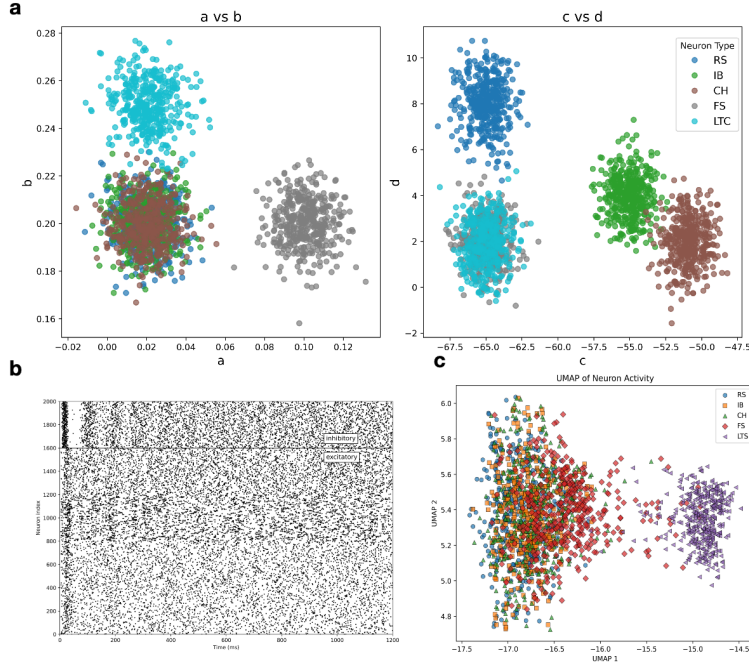 a
a vs b
c vs d
0.28
0.26
0.24
0.22
0.20
0.18
0.16
b
−0.02
0.00
0.02
0.04
0.06
0.08
0.10
0.12
a
10
8
6
4
2
0
−2
d
Neuron Type
RS
IB
CH
FS
LTC
−67.5
−65.0
−62.5
−60.0
−57.5
−55.0
−52.5
−50.0
−47.5
c
b
2000
1800
1600
1400
1200
1000
800
600
400
200
0
Neuron Index
inhibitory
excitatory
0
200
400
600
800
1000
1200
Time (ms)
c
UMAP of Neuron Activity
6.0
5.8
5.6
5.4
5.2
5.0
4.8
UMAP 2
RS
IB
CH
FS
LTS
−17.5
−17.0
−16.5
−16.0
−15.5
−15.0
−14.5
UMAP 1